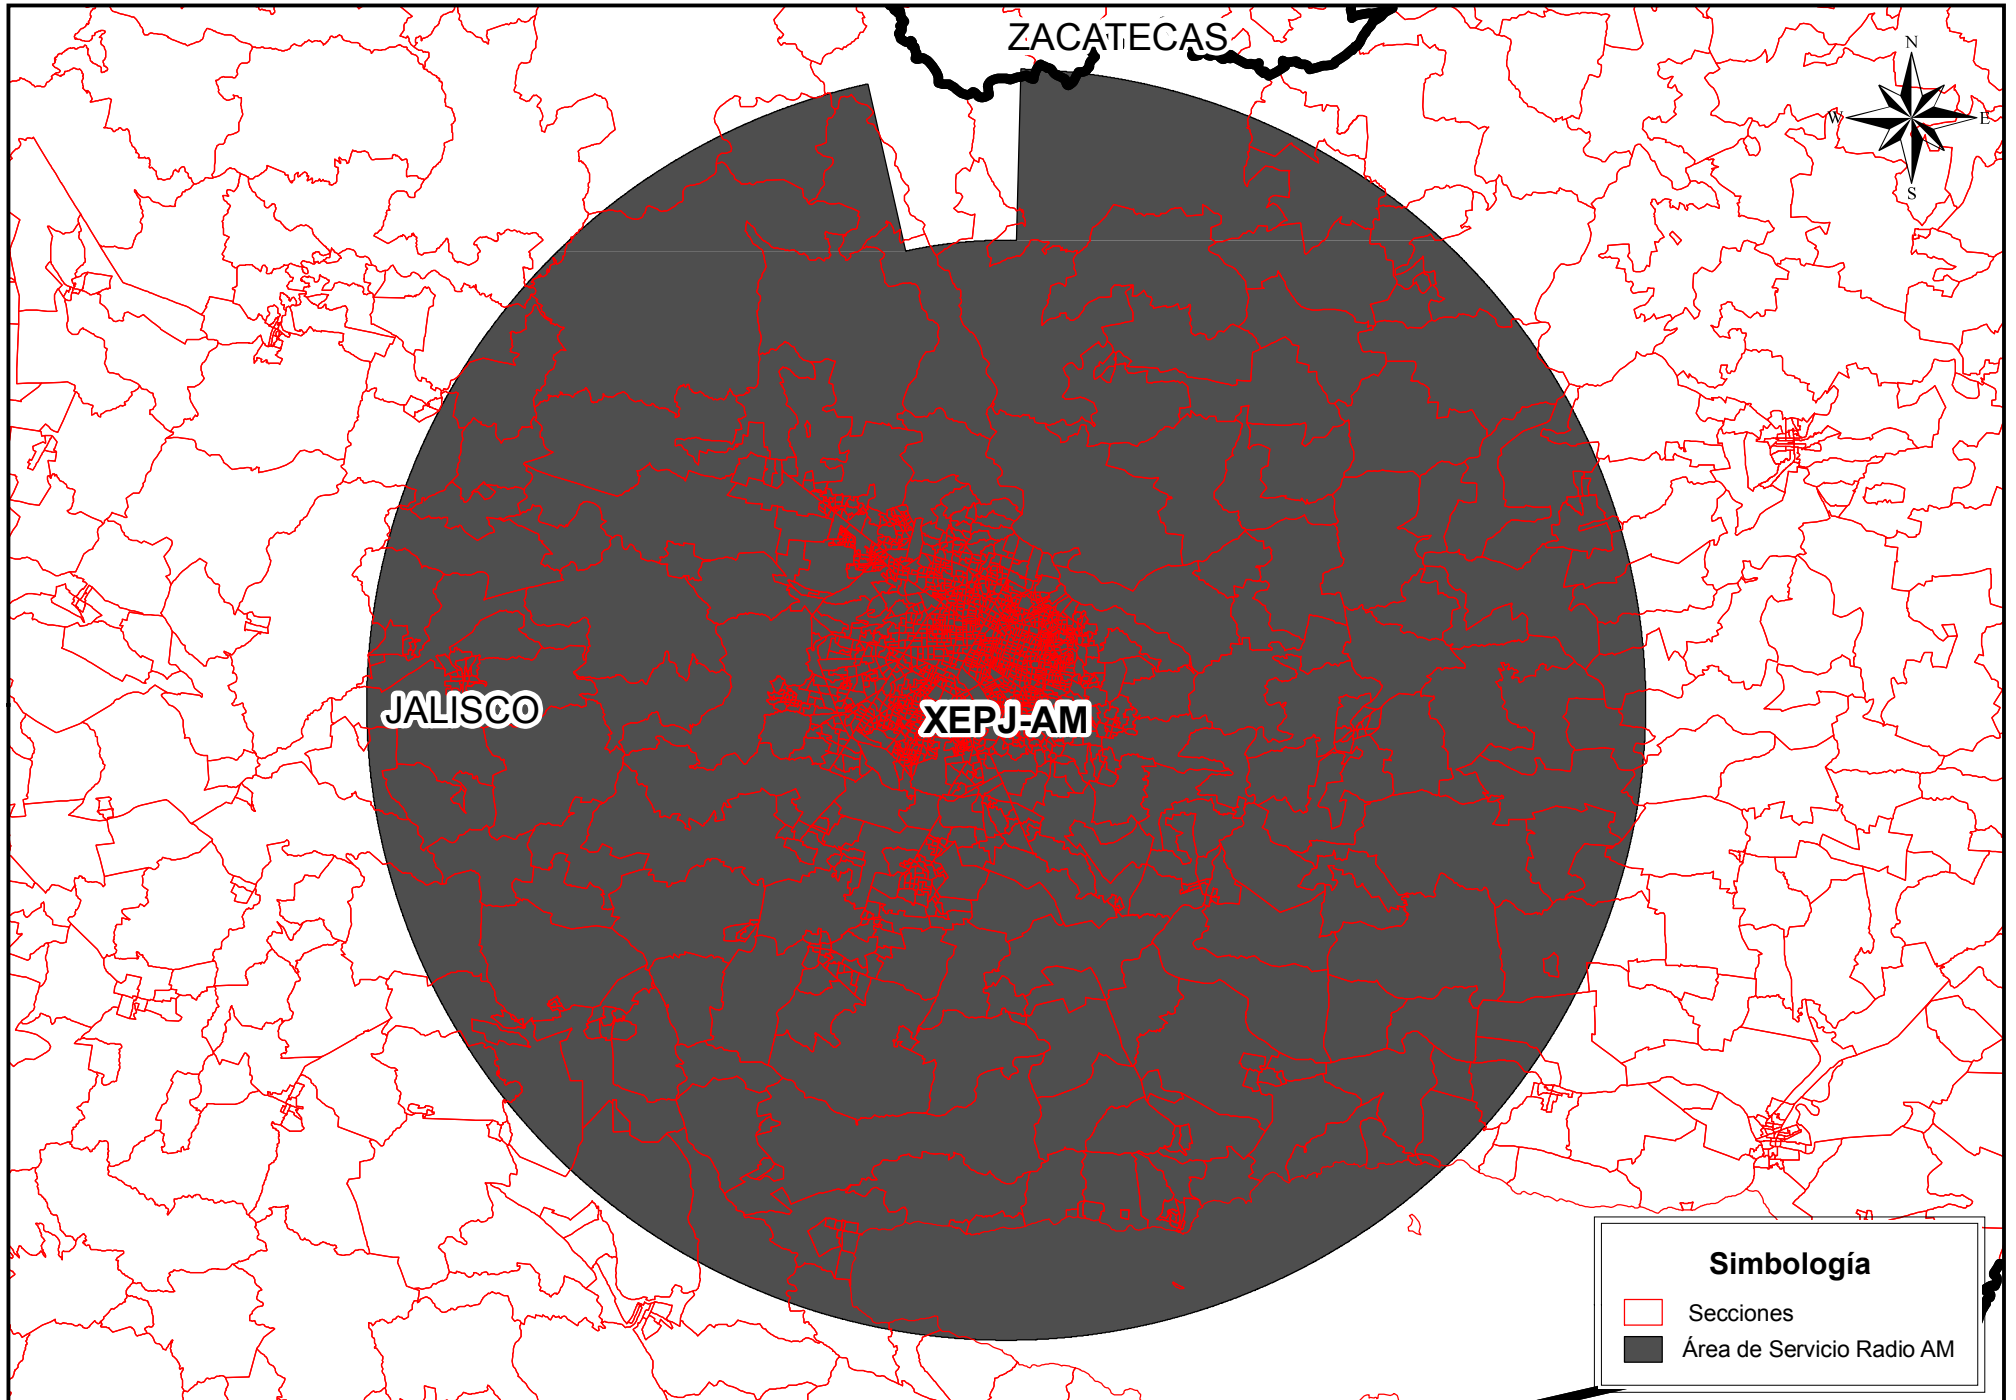 ZACATECAS
N
W
E
S
JALISCO
XEPJ-AM
Simbología
Secciones
Área de Servicio Radio AM